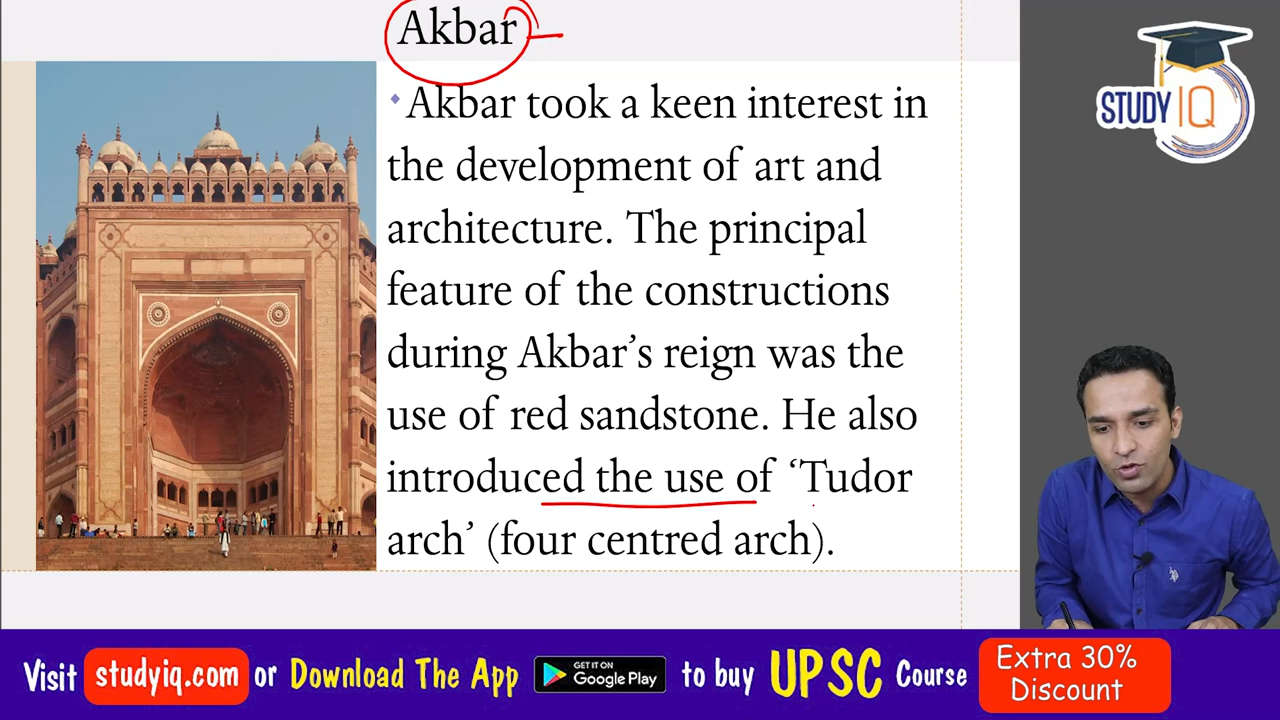 Akbar
STUDY IQ
Akbar took a keen interest in
the development of art and
architecture. The principal
feature of the constructions
during Akbar’s reign was the
use of red sandstone. He also
introduced the use of ‘Tudor
arch’ (four centred arch).
Visit studyiq.com or Download The App GET IT ON Google Play to buy UPSC Course Extra 30% Discount